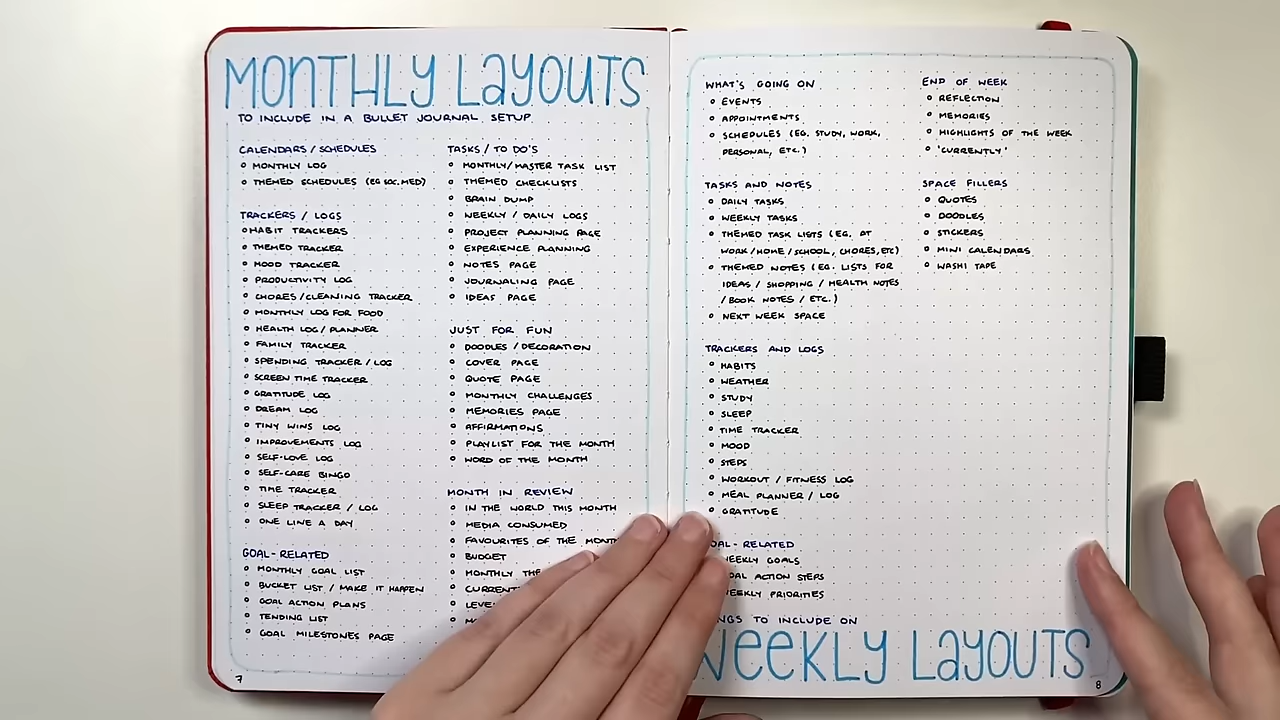 MONTHLY LAYOUTS
TO INCLUDE IN A BULLET JOURNAL SETUP
CALENDARS / SCHEDULES
MONTHLY LOG
THEMED SCHEDULES (EG SOC. MED)
TRACKERS / LOGS
HABIT TRACKERS
THEMED TRACKER
MOOD TRACKER
PRODUCTIVITY LOG
CHORES / CLEANING TRACKER
MONTHLY LOG FOR FOOD
HEALTH LOG / PLANNER
FAMILY TRACKER
SPENDING TRACKER / LOG
SCREEN TIME TRACKER
GRATITUDE LOG
DREAM LOG
TINY WINS LOG
IMPROVEMENTS LOG
SELF-LOVE LOG
SELF-CARE BINGO
TIME TRACKER
SLEEP TRACKER / LOG
ONE LINE A DAY
GOAL-RELATED
MONTHLY GOAL LIST
BUCKET LIST / MAKE IT HAPPEN
GOAL ACTION PLANS
TENDING LIST
GOAL MILESTONES PAGE
TASKS / TO DO'S
MONTHLY/MASTER TASK LIST
THEMED CHECKLISTS
BRAIN DUMP
WEEKLY / DAILY LOGS
PROJECT PLANNING PAGE
EXPERIENCE PLANNING
NOTES PAGE
JOURNALING PAGE
IDEAS PAGE
JUST FOR FUN
DOODLES / DECORATION
COVER PAGE
QUOTE PAGE
MONTHLY CHALLENGES
MEMORIES PAGE
AFFIRMATIONS
PLAYLIST FOR THE MONTH
WORD OF THE MONTH
MONTH IN REVIEW
IN THE WORLD THIS MONTH
MEDIA CONSUMED
FAVOURITES OF THE MONTH
BUDGET
MONTHLY
7
WHAT'S GOING ON
EVENTS
APPOINTMENTS
SCHEDULES (EG. STUDY, WORK,
PERSONAL, ETC.)
TASKS AND NOTES
DAILY TASKS
WEEKLY TASKS
THEMED TASK LISTS (EG. AT
WORK/HOME/SCHOOL, CHORES, ETC)
THEMED NOTES (EG. LISTS FOR
IDEAS / SHOPPING / HEALTH NOTES
/ BOOK NOTES / ETC.)
NEXT WEEK SPACE
TRACKERS AND LOGS
HABITS
WEATHER
STUDY
SLEEP
TIME TRACKER
MOOD
STEPS
WORKOUT / FITNESS LOG
MEAL PLANNER / LOG
GRATITUDE
GOAL-RELATED
WEEKLY GOALS
GOAL ACTION STEPS
WEEKLY PRIORITIES
END OF WEEK
REFLECTION
MEMORIES
HIGHLIGHTS OF THE WEEK
'CURRENTLY'
SPACE FILLERS
QUOTES
DOODLES
STICKERS
MINI CALENDARS
WASHI TAPE
TO INCLUDE ON
WEEKLY LAYOUTS
8